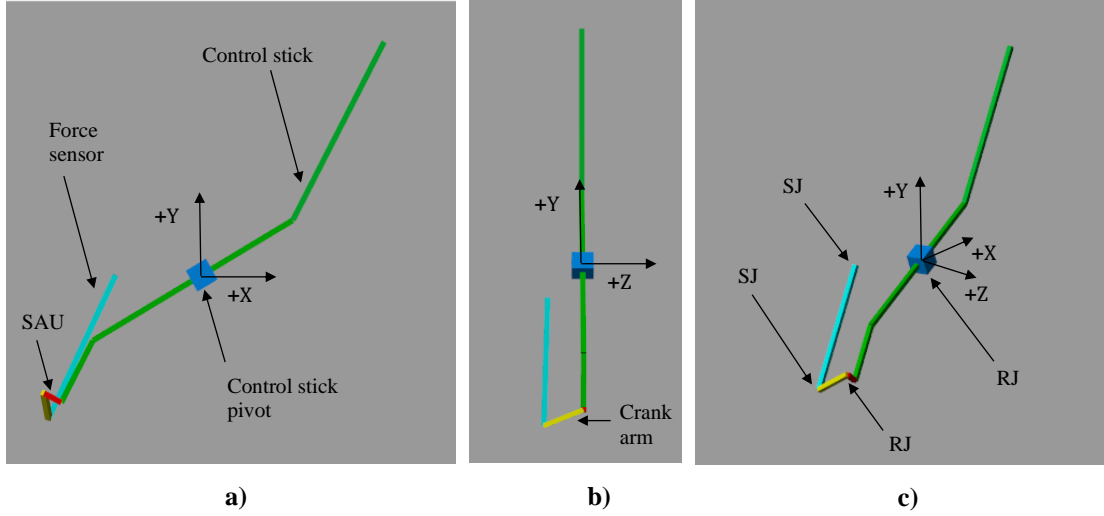 Control stick
Force
sensor
+Y
+X
SAU
Control stick
pivot
a)
+Y
+Z
Crank
arm
b)
SJ
+Y
SJ
+X
+Z
RJ
RJ
c)